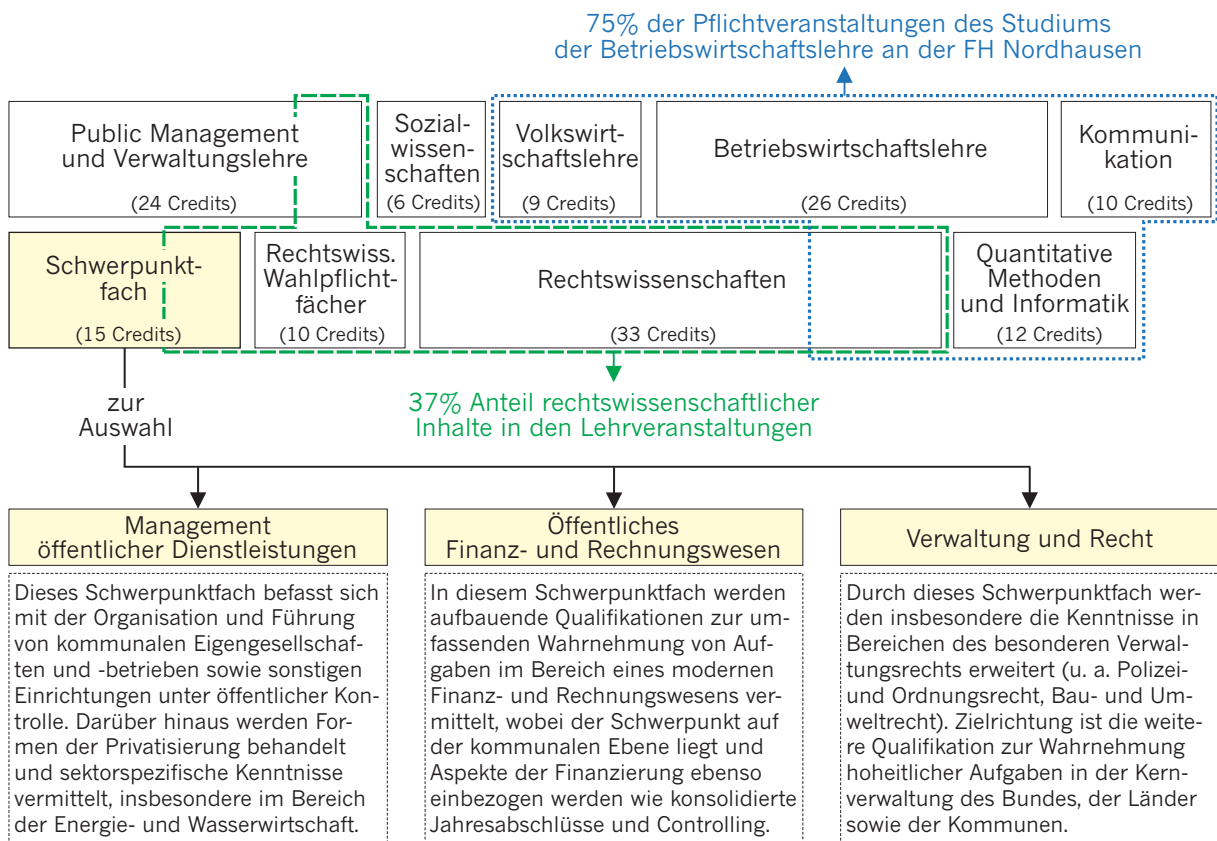 75% der Pflichtveranstaltungen des Studiums
der Betriebswirtschaftslehre an der FH Nordhausen
Public Management
und Verwaltungslehre
(24 Credits)
Sozial-
wissen-
schaften
(6 Credits)
Volkswirt-
schaftslehre
(9 Credits)
Betriebswirtschaftslehre
(26 Credits)
Kommuni-
kation
(10 Credits)
Schwerpunkt-
fach
(15 Credits)
Rechtswiss.
Wahlpflicht-
fächer
(10 Credits)
Rechtswissenschaften
(33 Credits)
Quantitative
Methoden
und Informatik
(12 Credits)
zur
Auswahl
37% Anteil rechtswissenschaftlicher
Inhalte in den Lehrveranstaltungen
Management
öffentlicher Dienstleistungen
Dieses Schwerpunktfach befasst sich
mit der Organisation und Führung
von kommunalen Eigengesellschaf-
ten und -betrieben sowie sonstigen
Einrichtungen unter öffentlicher Kon-
trolle. Darüber hinaus werden For-
men der Privatisierung behandelt
und sektorspezifische Kenntnisse
vermittelt, insbesondere im Bereich
der Energie- und Wasserwirtschaft.
Öffentliches
Finanz- und Rechnungswesen
In diesem Schwerpunktfach werden
aufbauende Qualifikationen zur um-
fassenden Wahrnehmung von Auf-
gaben im Bereich eines modernen
Finanz- und Rechnungswesens ver-
mittelt, wobei der Schwerpunkt auf
der kommunalen Ebene liegt und
Aspekte der Finanzierung ebenso
einbezogen werden wie konsolidierte
Jahresabschlüsse und Controlling.
Verwaltung und Recht
Durch dieses Schwerpunktfach wer-
den insbesondere die Kenntnisse in
Bereichen des besonderen Verwal-
tungsrechts erweitert (u. a. Polizei-
und Ordnungsrecht, Bau- und Um-
weltrecht). Zielrichtung ist die weite-
re Qualifikation zur Wahrnehmung
hoheitlicher Aufgaben in der Kern-
verwaltung des Bundes, der Länder
sowie der Kommunen.